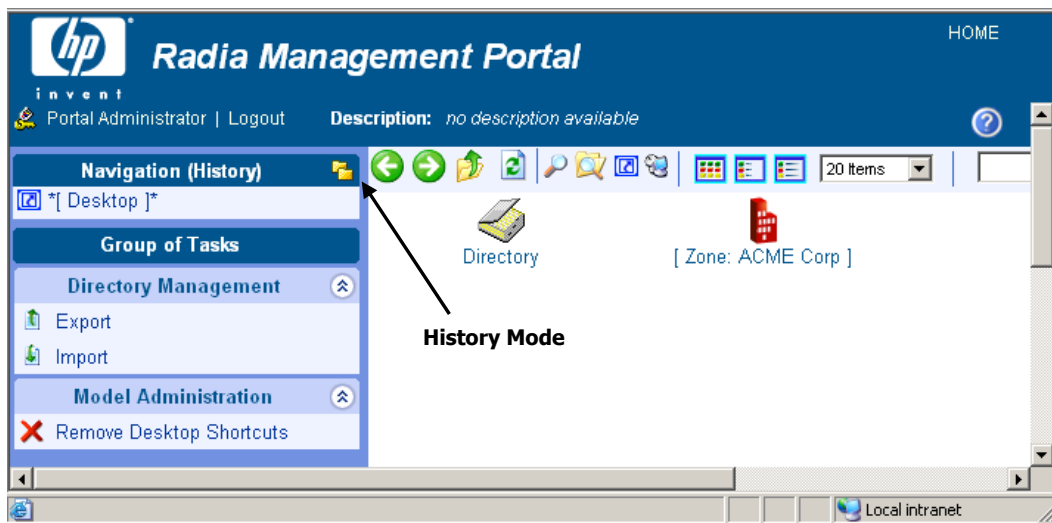 hp
invent
Radia Management Portal
HOME
Portal Administrator | Logout
Description: no description available
Navigation (History)
20 Items
*[ Desktop ]*
Group of Tasks
Directory
[ Zone: ACME Corp ]
Directory Management
Export
History Mode
Import
Model Administration
Remove Desktop Shortcuts
Local intranet